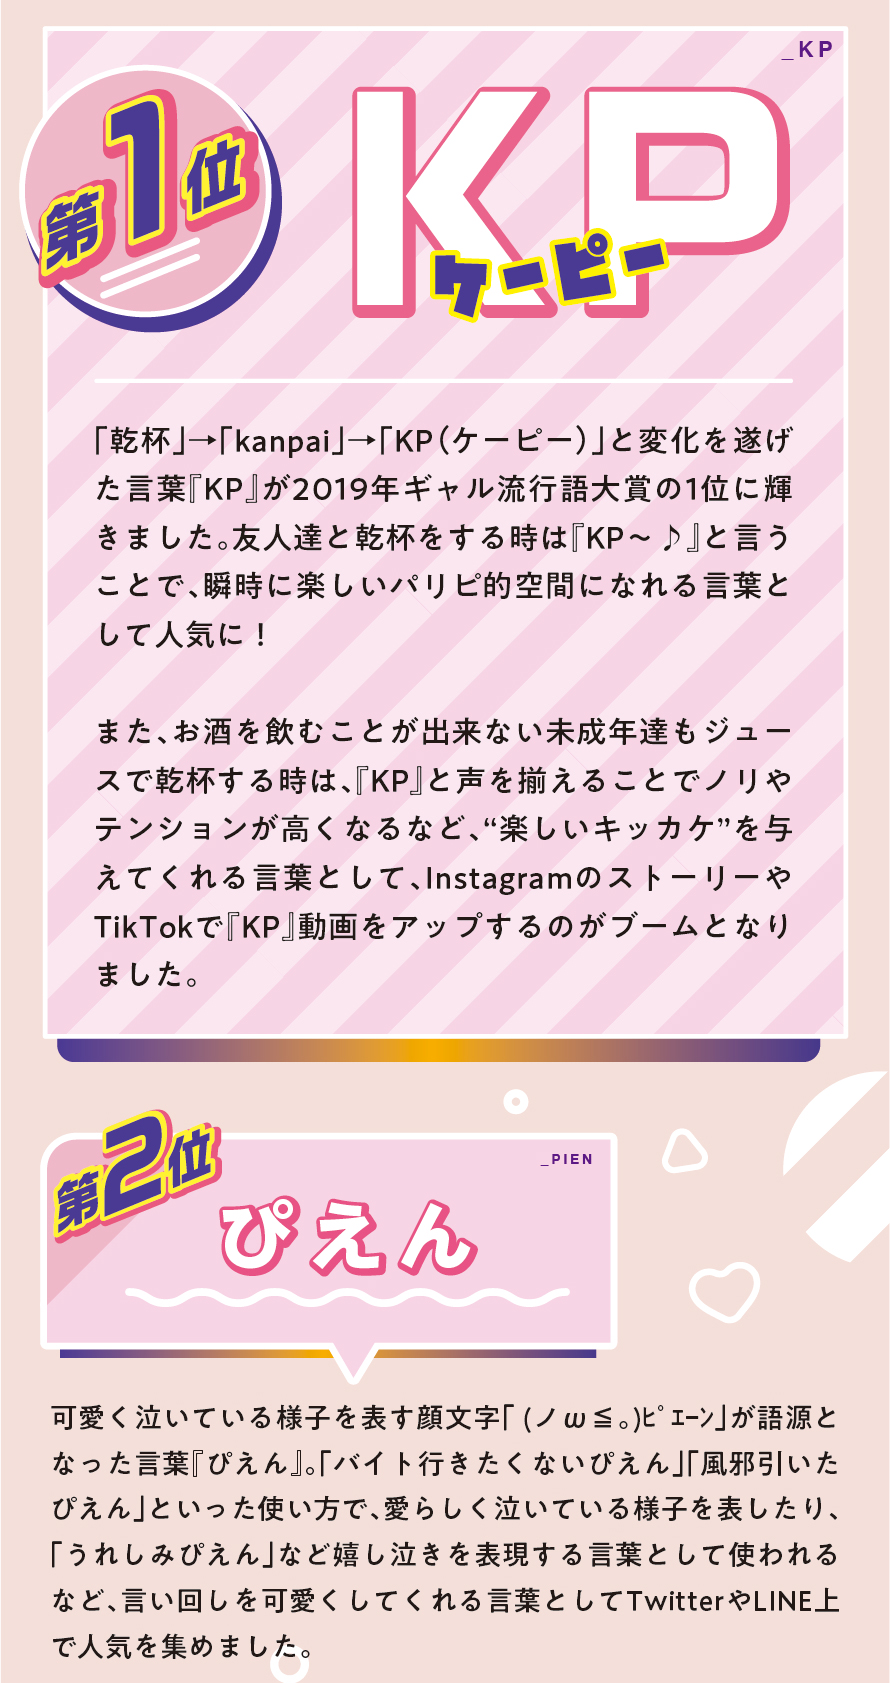 _KP
第1位
KP
ケーピー
「乾杯」→「kanpai」→「KP(ケーピー)」と変化を遂げ
た言葉『KP』が2019年ギャル流行語大賞の1位に輝
きました。友人達と乾杯をする時は『KP〜♪』と言う
ことで、瞬時に楽しいパリピ的空間になれる言葉と
して人気に！
また、お酒を飲むことが出来ない未成年達もジュー
スで乾杯する時は、『KP』と声を揃えることでノリや
テンションが高くなるなど、“楽しいキッカケ”を与
えてくれる言葉として、Instagramのストーリーや
TikTokで『KP』動画をアップするのがブームとなり
ました。
第2位
_PIEN
ぴえん
可愛く泣いている様子を表す顔文字「 (ノω≦。)ﾋﾟｴｰﾝ」が語源と
なった言葉『ぴえん』。「バイト行きたくないぴえん」「風邪引いた
ぴえん」といった使い方で、愛らしく泣いている様子を表したり、
「うれしみぴえん」など嬉し泣きを表現する言葉として使われる
など、言い回しを可愛くしてくれる言葉としてTwitterやLINE上
で人気を集めました。